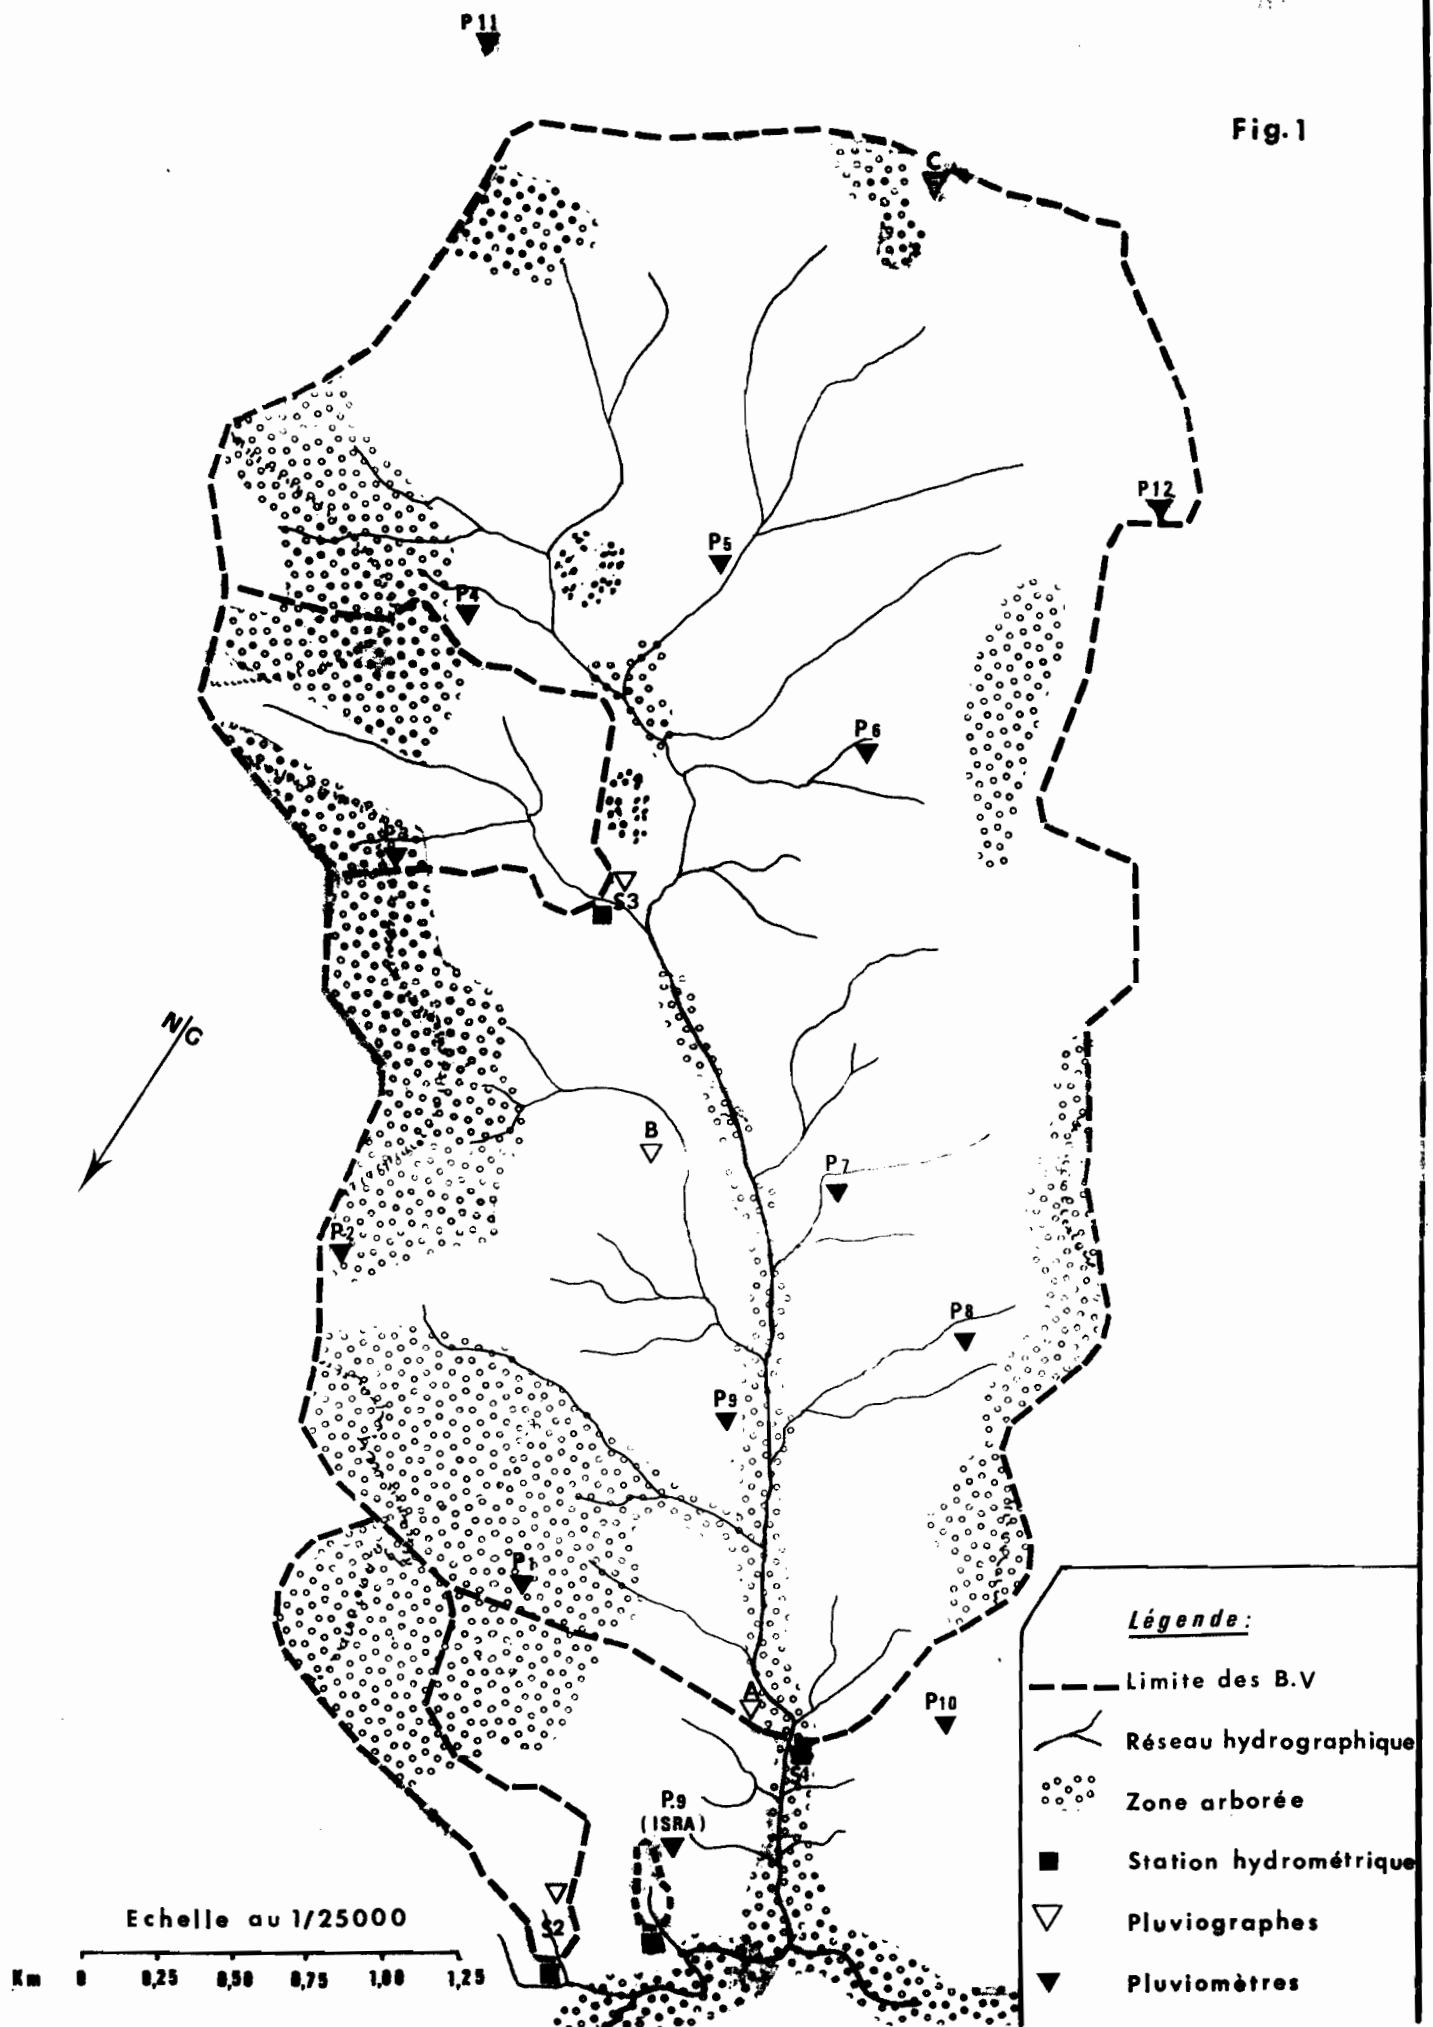 P11
Fig.1
C
P12
P5
P4
P6
P3
S3
N/G
B
P7
P2
P8
P9
P1
A
P10
S4
P.9
(ISRA)
S2
Echelle au 1/25000
Km 0 0,25 0,50 0,75 1,00 1,25
Légende:
Limite des B.V
Réseau hydrographique
Zone arborée
Station hydrométrique
Pluviographes
Pluviomètres